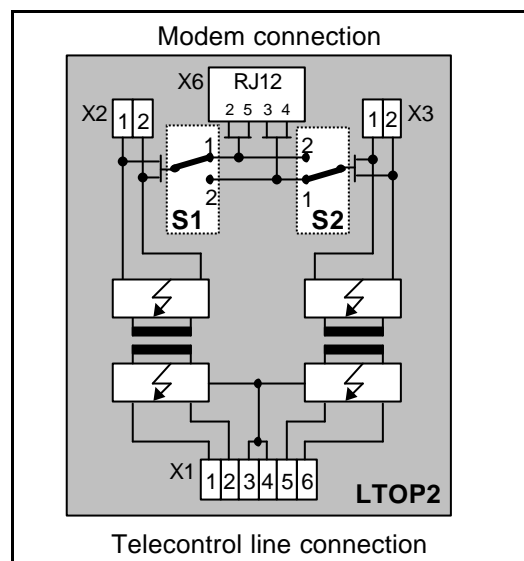 Modem connection
X6 RJ12
2 5 3 4
X2 1 2
1 2 X3
1 2
2 1
S1 S2
X1 1 2 3 4 5 6
LTOP2
Telecontrol line connection